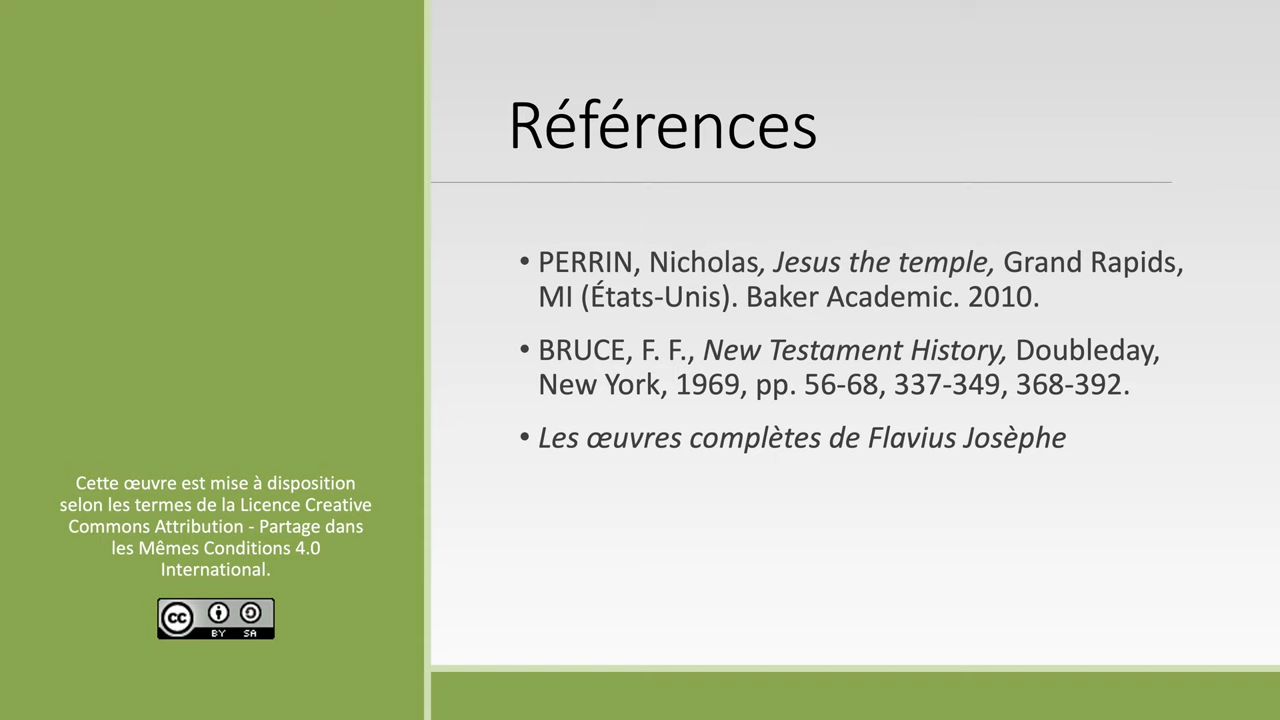 Références
• PERRIN, Nicholas, Jesus the temple, Grand Rapids,
MI (États-Unis). Baker Academic. 2010.
• BRUCE, F. F., New Testament History, Doubleday,
New York, 1969, pp. 56-68, 337-349, 368-392.
• Les œuvres complètes de Flavius Josèphe
Cette œuvre est mise à disposition
selon les termes de la Licence Creative
Commons Attribution - Partage dans
les Mêmes Conditions 4.0
International.
cc
BY SA